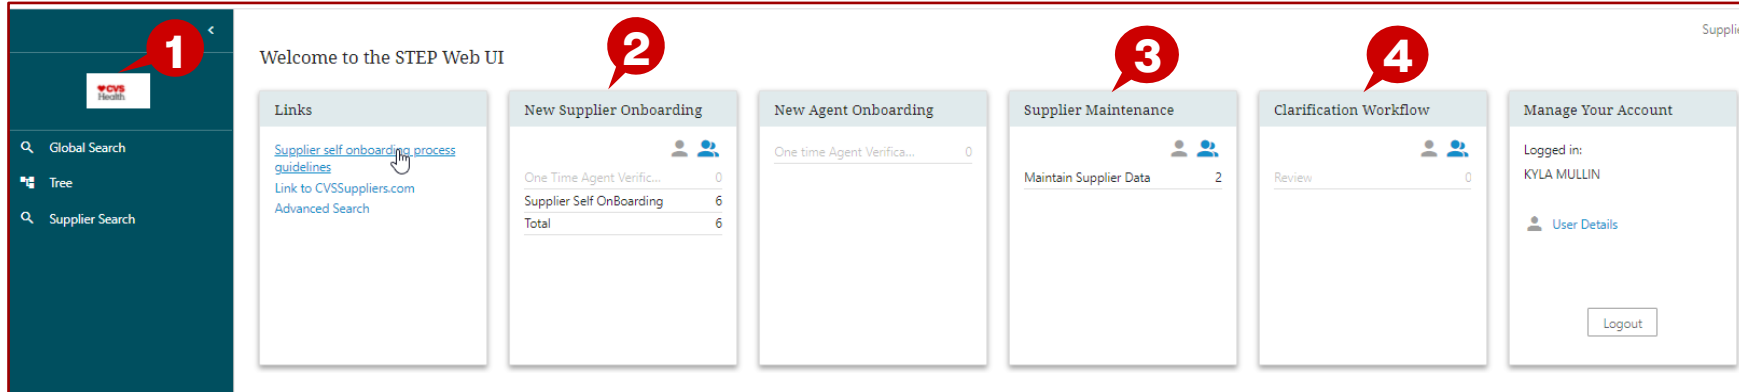 1
2
3
4
Supplie
Welcome to the STEP Web UI
CVS
Health
Global Search
Tree
Supplier Search
Links
Supplier self onboarding process
guidelines
Link to CVSSuppliers.com
Advanced Search
New Supplier Onboarding
One Time Agent Verific... 0
Supplier Self OnBoarding 6
Total 6
New Agent Onboarding
One time Agent Verifica... 0
Supplier Maintenance
Maintain Supplier Data 2
Clarification Workflow
Review 0
Manage Your Account
Logged in:
KYLA MULLIN
User Details
Logout